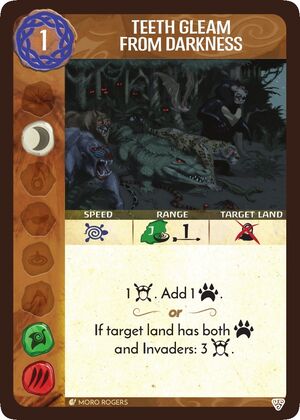 1
TEETH GLEAM
FROM DARKNESS
SPEED
RANGE
TARGET LAND
J
1
1 . Add 1 .
or
If target land has both
and Invaders: 3 .
MORO ROGERS